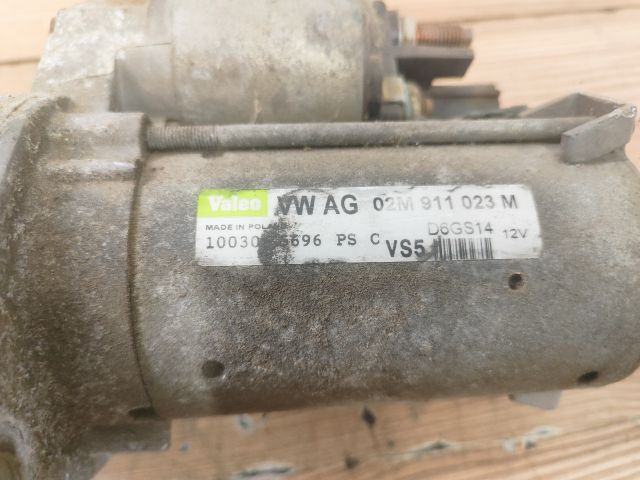 Valeo VW AG 02M 911 023 M
MADE IN D6GS14 12V
PS C VS5